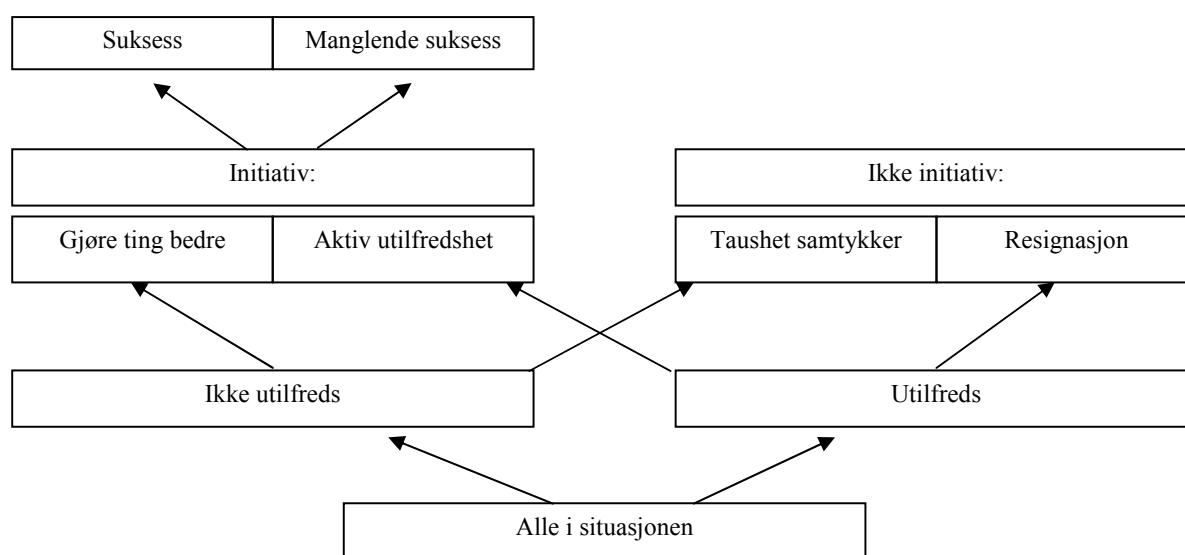 Suksess
Manglende suksess
Initiativ:
Ikke initiativ:
Gjøre ting bedre
Aktiv utilfredshet
Taushet samtykker
Resignasjon
Ikke utilfreds
Utilfreds
Alle i situasjonen